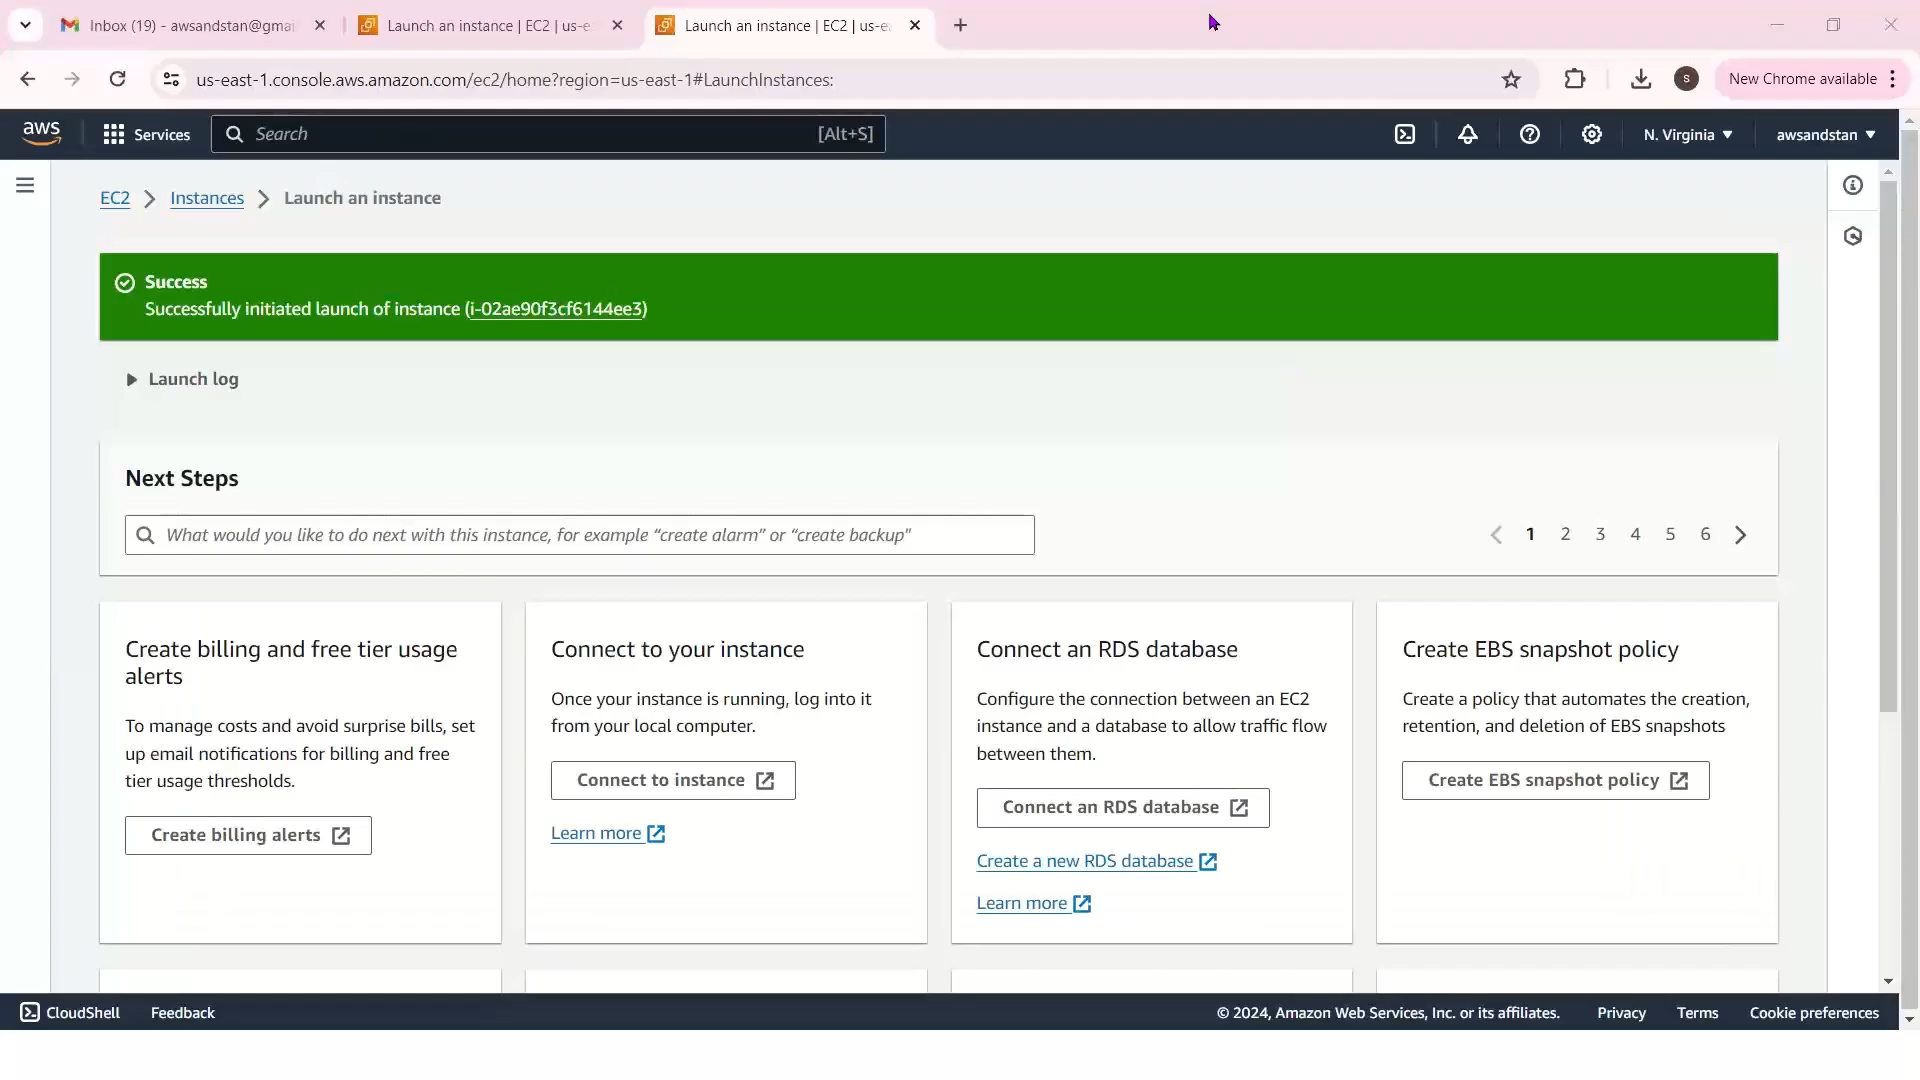 Inbox (19) - awsandstan@gmai
Launch an instance | EC2 | us-e
Launch an instance | EC2 | us-e
us-east-1.console.aws.amazon.com/ec2/home?region=us-east-1#LaunchInstances:
S
New Chrome available
aws
Services
Search
[Alt+S]
N. Virginia
awsandstan
EC2
Instances
Launch an instance
Success
Successfully initiated launch of instance (i-02ae90f3cf6144ee3)
Launch log
Next Steps
What would you like to do next with this instance, for example “create alarm” or “create backup"
1 2 3 4 5 6
Create billing and free tier usage
alerts
To manage costs and avoid surprise bills, set
up email notifications for billing and free
tier usage thresholds.
Create billing alerts
Connect to your instance
Once your instance is running, log into it
from your local computer.
Connect to instance
Learn more
Connect an RDS database
Configure the connection between an EC2
instance and a database to allow traffic flow
between them.
Connect an RDS database
Create a new RDS database
Learn more
Create EBS snapshot policy
Create a policy that automates the creation,
retention, and deletion of EBS snapshots
Create EBS snapshot policy
CloudShell
Feedback
© 2024, Amazon Web Services, Inc. or its affiliates.
Privacy
Terms
Cookie preferences